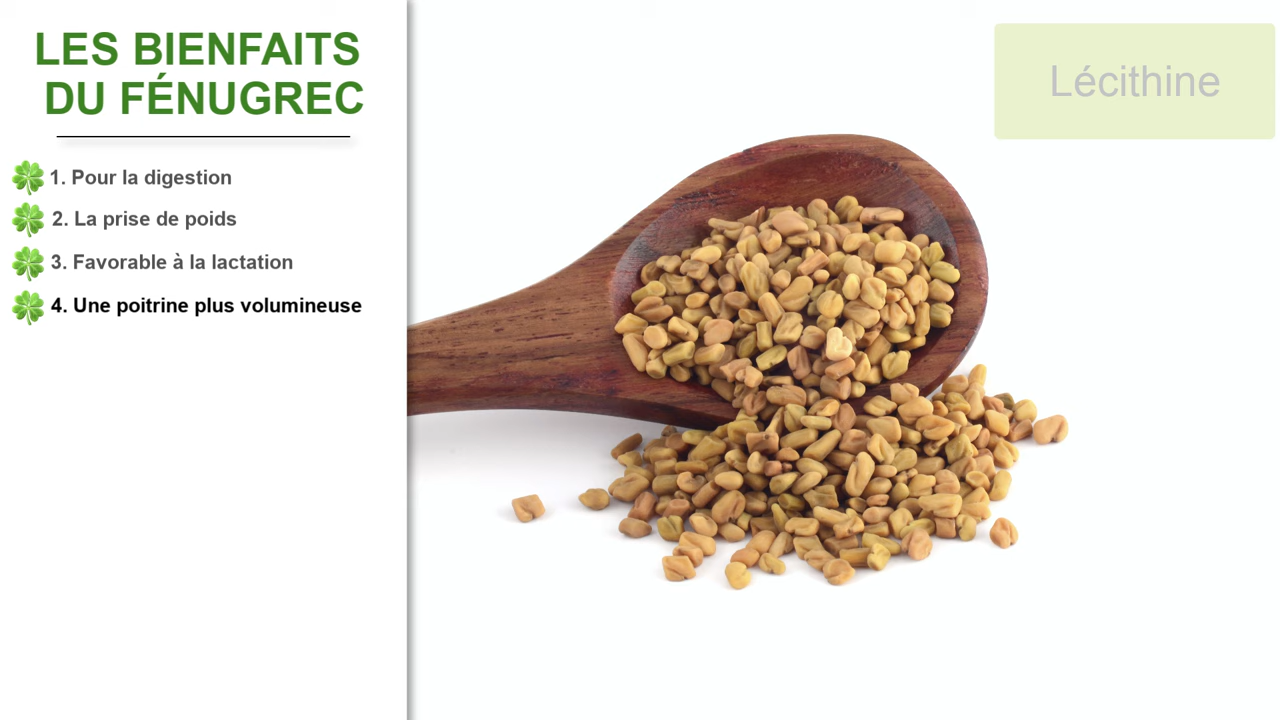 LES BIENFAITS
DU FÉNUGREC
1. Pour la digestion
2. La prise de poids
3. Favorable à la lactation
4. Une poitrine plus volumineuse
Lécithine